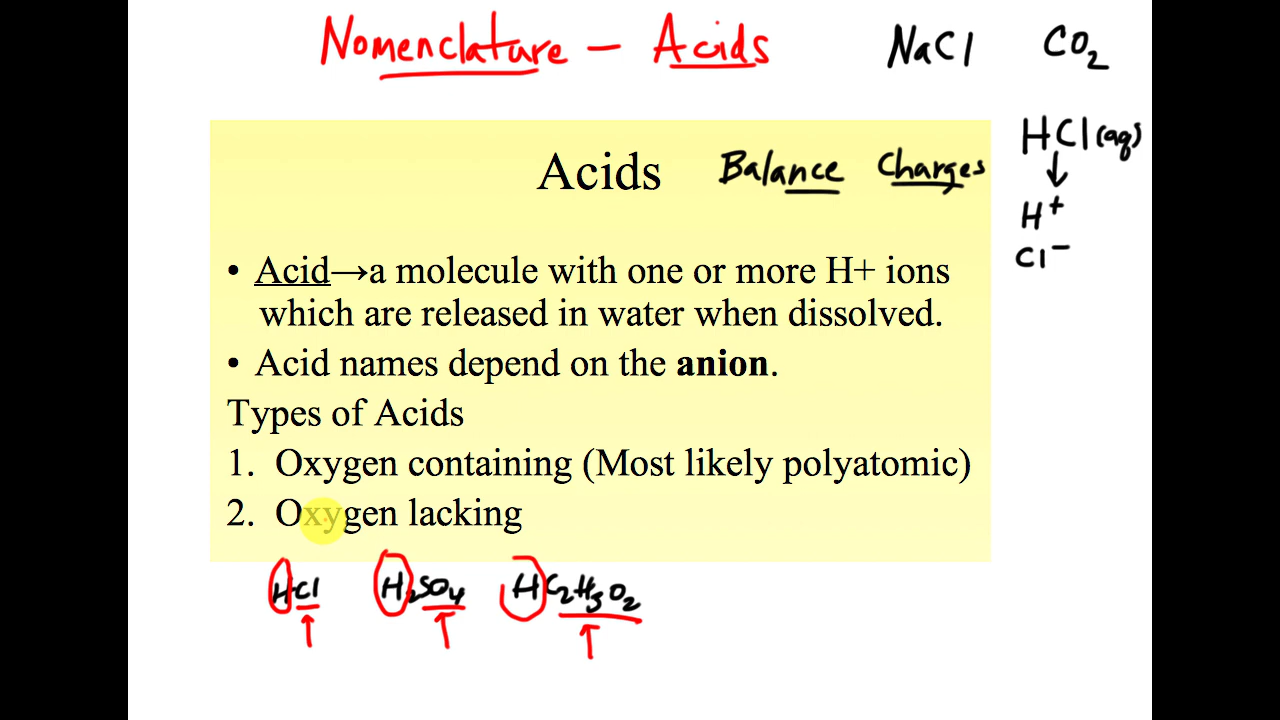 Nomenclature – Acids NaCl CO₂
HCl(aq)
↓
H⁺
Cl⁻
Acids Balance Charges
• Acid→a molecule with one or more H+ ions
which are released in water when dissolved.
• Acid names depend on the anion.
Types of Acids
1. Oxygen containing (Most likely polyatomic)
2. Oxygen lacking
HCl H₂SO₄ HC₂H₃O₂